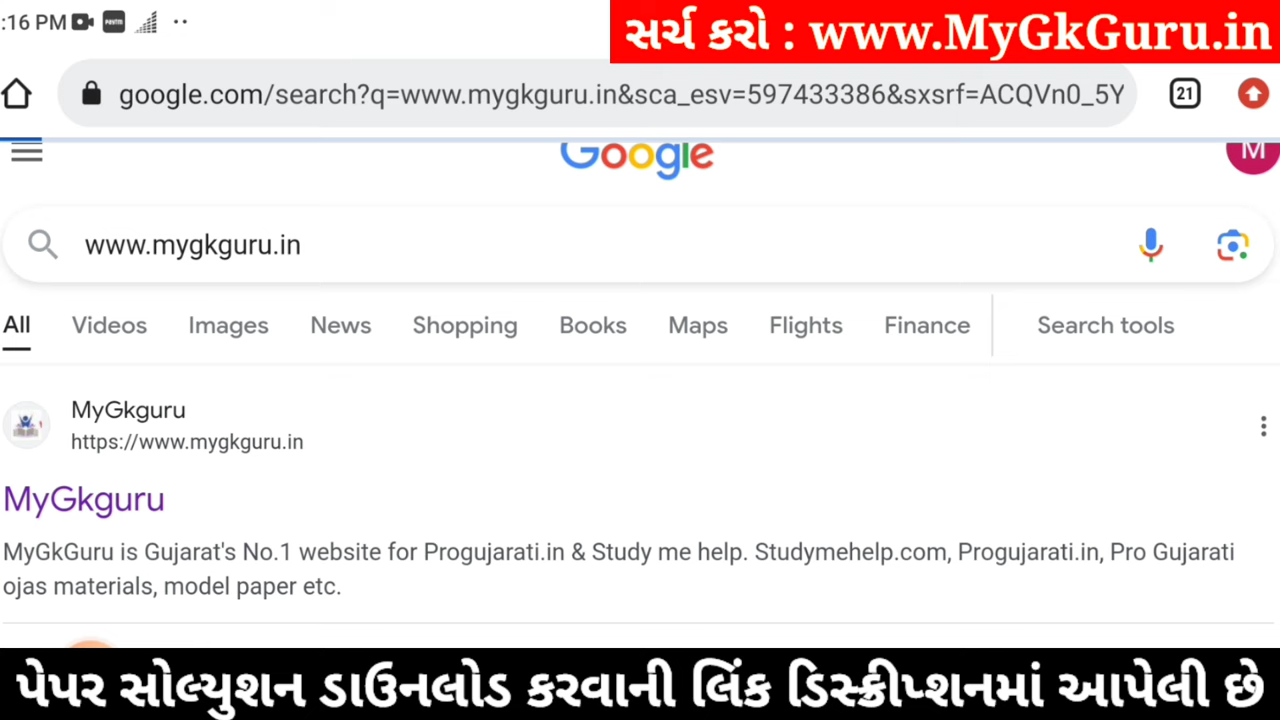 :16 PM
સર્ચ કરો : www.MyGkGuru.in
google.com/search?q=www.mygkguru.in&sca_esv=597433386&sxsrf=ACQVn0_5Y
21
Google
M
www.mygkguru.in
All Videos Images News Shopping Books Maps Flights Finance Search tools
MyGkguru
https://www.mygkguru.in
MyGkguru
MyGkGuru is Gujarat's No.1 website for Progujarati.in & Study me help. Studymehelp.com, Progujarati.in, Pro Gujarati
ojas materials, model paper etc.
પેપર સોલ્યુશન ડાઉનલોડ કરવાની લિંક ડિસ્ક્રીપ્શનમાં આપેલી છે